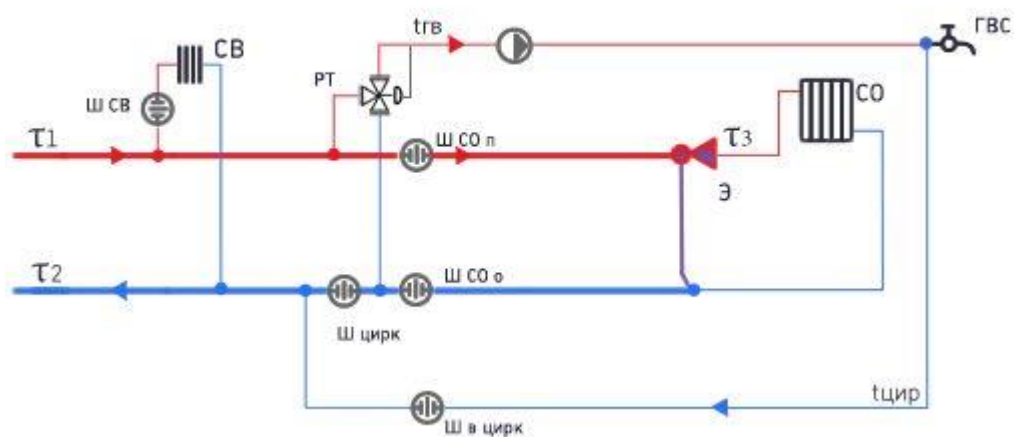 tгв
ГВС
СВ
РТ
СО
Ш СВ
τ1
Ш СО п
τ3
Э
τ2
Ш СО о
Ш цирк
tцир
Ш в цирк